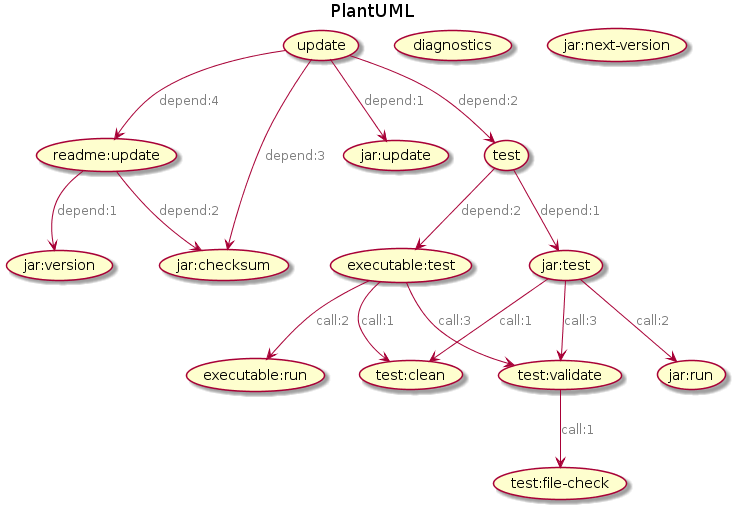 PlantUML
update
diagnostics
jar:next-version
depend:4
depend:1
depend:2
depend:3
readme:update
jar:update
test
depend:1
depend:2
depend:2
depend:1
jar:version
jar:checksum
executable:test
jar:test
call:2
call:1
call:3
call:1
call:3
call:2
executable:run
test:clean
test:validate
jar:run
call:1
test:file-check